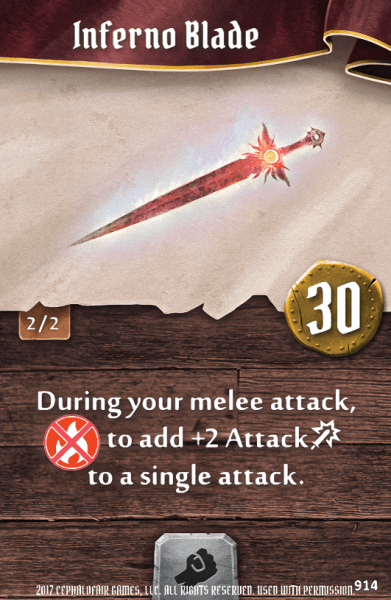 Inferno Blade
2/2
30
During your melee attack,
to add +2 Attack
to a single attack.
2017 CEPHALOFAIR GAMES, LLC. ALL RIGHTS RESERVED. USED WITH PERMISSION
914